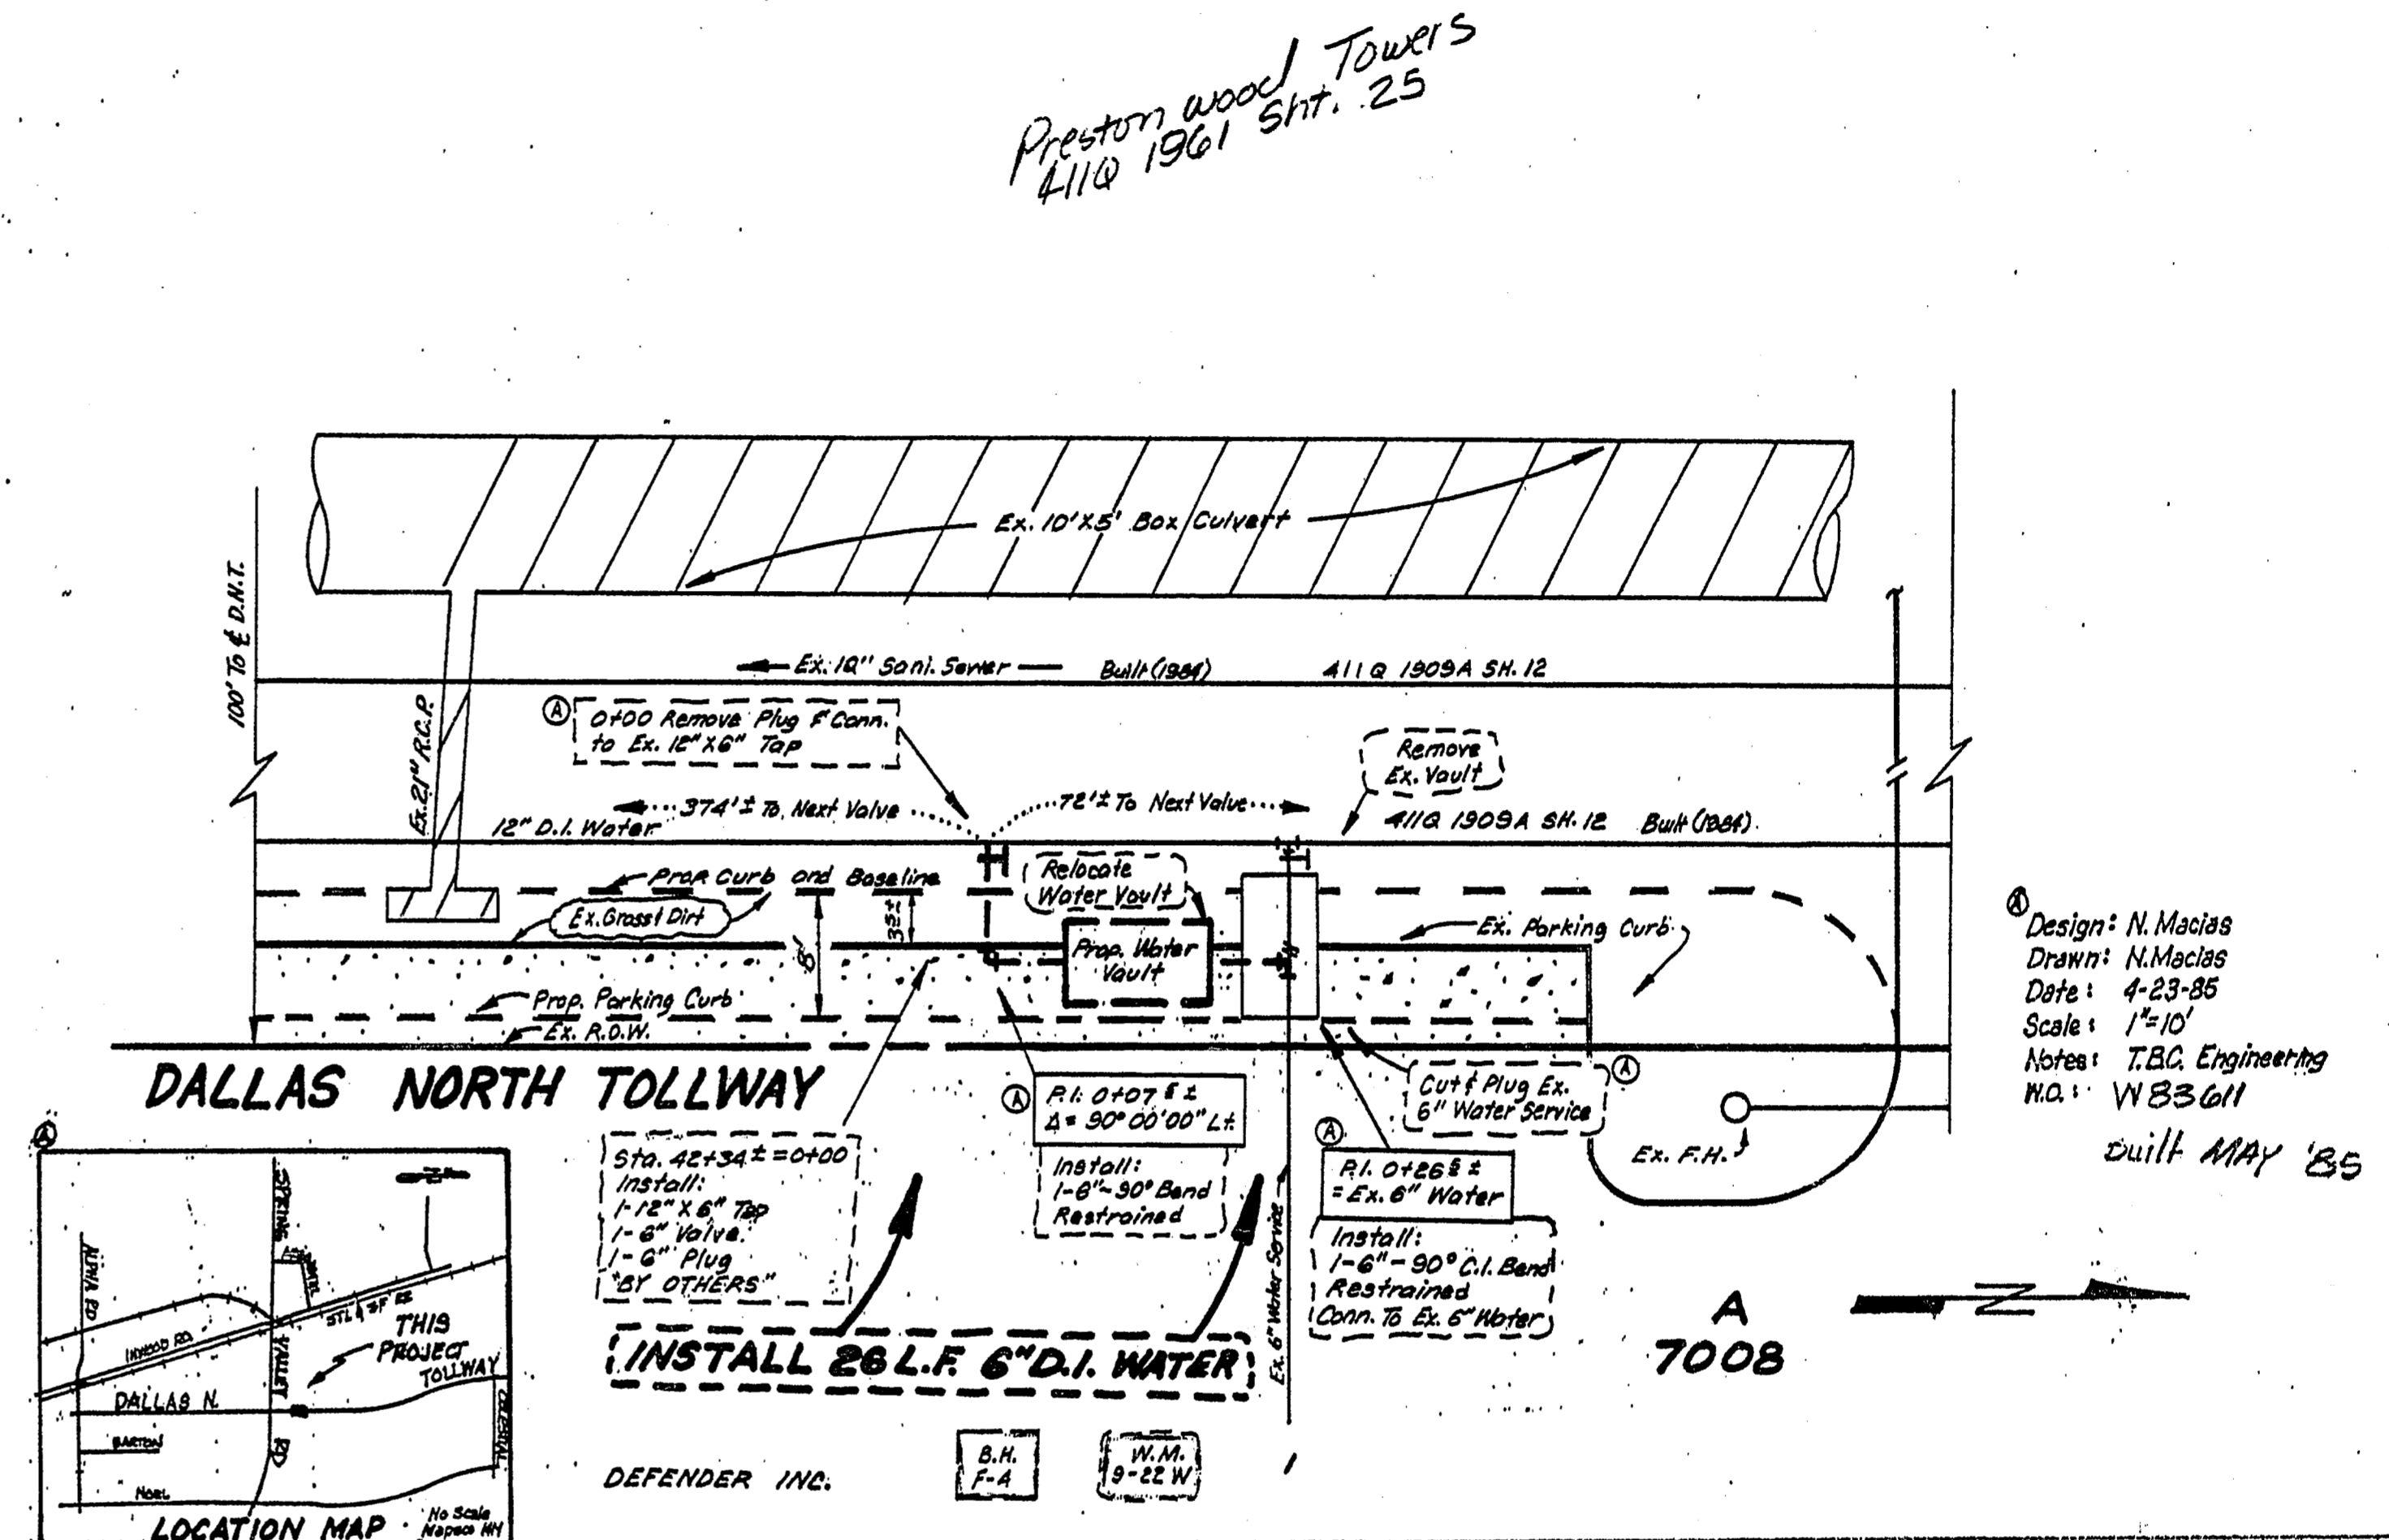 Prestonwood Towers
411Q 1961 Sht. 25
Ex. 10'X5' Box Culvert
100' To ℄ D.N.T.
Ex. 21" R.C.P.
Ex. 12" Sani. Sewer
Built (1984)
411Q 1909A SH. 12
Ⓐ
0+00 Remove Plug & Conn.
to Ex. 12"X6" Tap
Remove
Ex. Vault
374'± To Next Valve
72'± To Next Valve
12" D.I. Water
411Q 1909A SH. 12
Built (1984)
Prop. Curb and Baseline
Relocate
Water Vault
Ex. Grass & Dirt
8'
Prop. Water
Vault
Ex. Parking Curb
Prop. Parking Curb
Ex. R.O.W.
DALLAS NORTH TOLLWAY
Ⓐ
Design: N. Macias
Drawn: N. Macias
Date: 4-23-85
Scale: 1"=10'
Notes: T.B.C. Engineering
W.O.: W83611
Built MAY '85
Ⓐ
P.I. 0+07 ±
Δ = 90°00'00" Lt.
Install:
1-6"-90° Bend
Restrained
Cut & Plug Ex.
6" Water Service
Ⓐ
Ⓐ
P.I. 0+26 ±
= Ex. 6" Water
Install:
1-6"-90° C.I. Bend
Restrained
Conn. To Ex. 6" Water
Sta. 42+34± = 0+00
Install:
1-12" X 6" Tap
1-6" Valve
1-6" Plug
"BY OTHERS"
INSTALL 26 L.F. 6" D.I. WATER
Ex. 6" Water Service
Ex. F.H.
A
7008
N
DEFENDER INC.
B.H.
F-A
W.M.
9-22 W
Ⓐ
ALPHA RD
SPRING
VALLEY
RD
INWOOD RD.
THIS
PROJECT
TOLLWAY
DALLAS N.
BARTON
NOEL
LOCATION MAP
No Scale
Mapsco